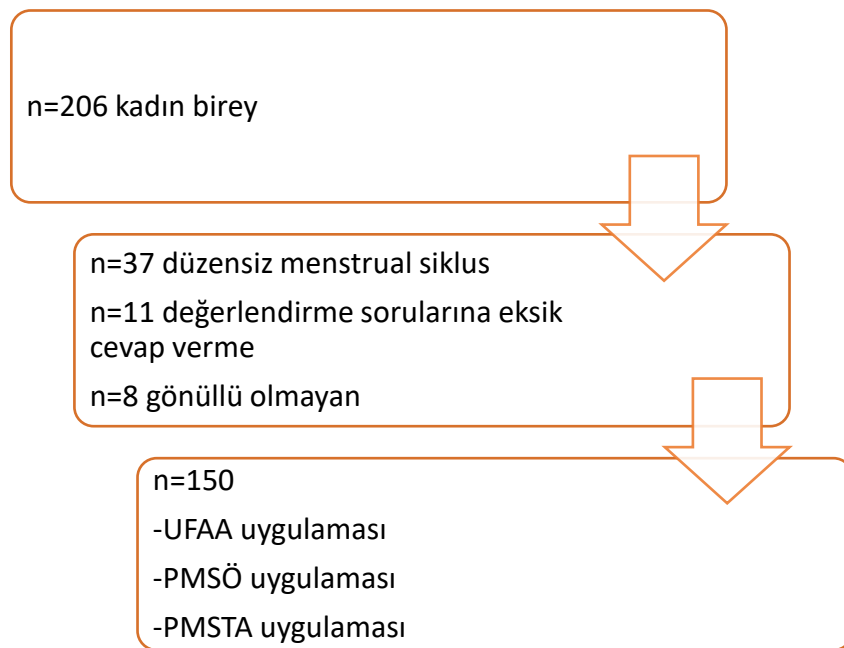 n=206 kadın birey
n=37 düzensiz menstrual siklus
n=11 değerlendirme sorularına eksik
cevap verme
n=8 gönüllü olmayan
n=150
-UFAA uygulaması
-PMSÖ uygulaması
-PMSTA uygulaması